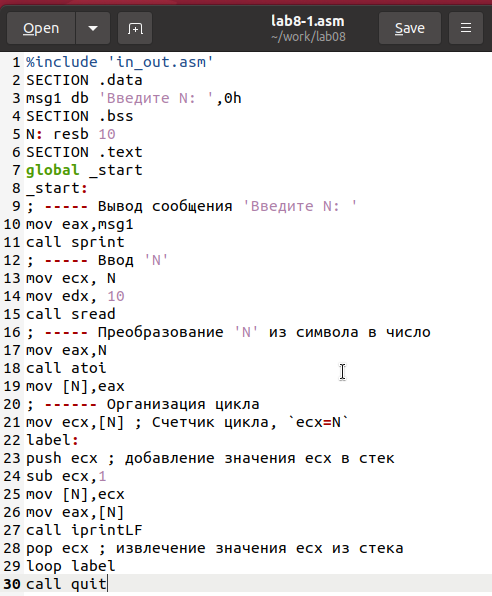 Open
lab8-1.asm
~/work/lab08
Save
1 %include 'in_out.asm'
2 SECTION .data
3 msg1 db 'Введите N: ',0h
4 SECTION .bss
5 N: resb 10
6 SECTION .text
7 global _start
8 _start:
9 ; ----- Вывод сообщения 'Введите N: '
10 mov eax,msg1
11 call sprint
12 ; ----- Ввод 'N'
13 mov ecx, N
14 mov edx, 10
15 call sread
16 ; ----- Преобразование 'N' из символа в число
17 mov eax,N
18 call atoi
19 mov [N],eax
20 ; ------ Организация цикла
21 mov ecx,[N] ; Счетчик цикла, `ecx=N`
22 label:
23 push ecx ; добавление значения ecx в стек
24 sub ecx,1
25 mov [N],ecx
26 mov eax,[N]
27 call iprintLF
28 pop ecx ; извлечение значения ecx из стека
29 loop label
30 call quit